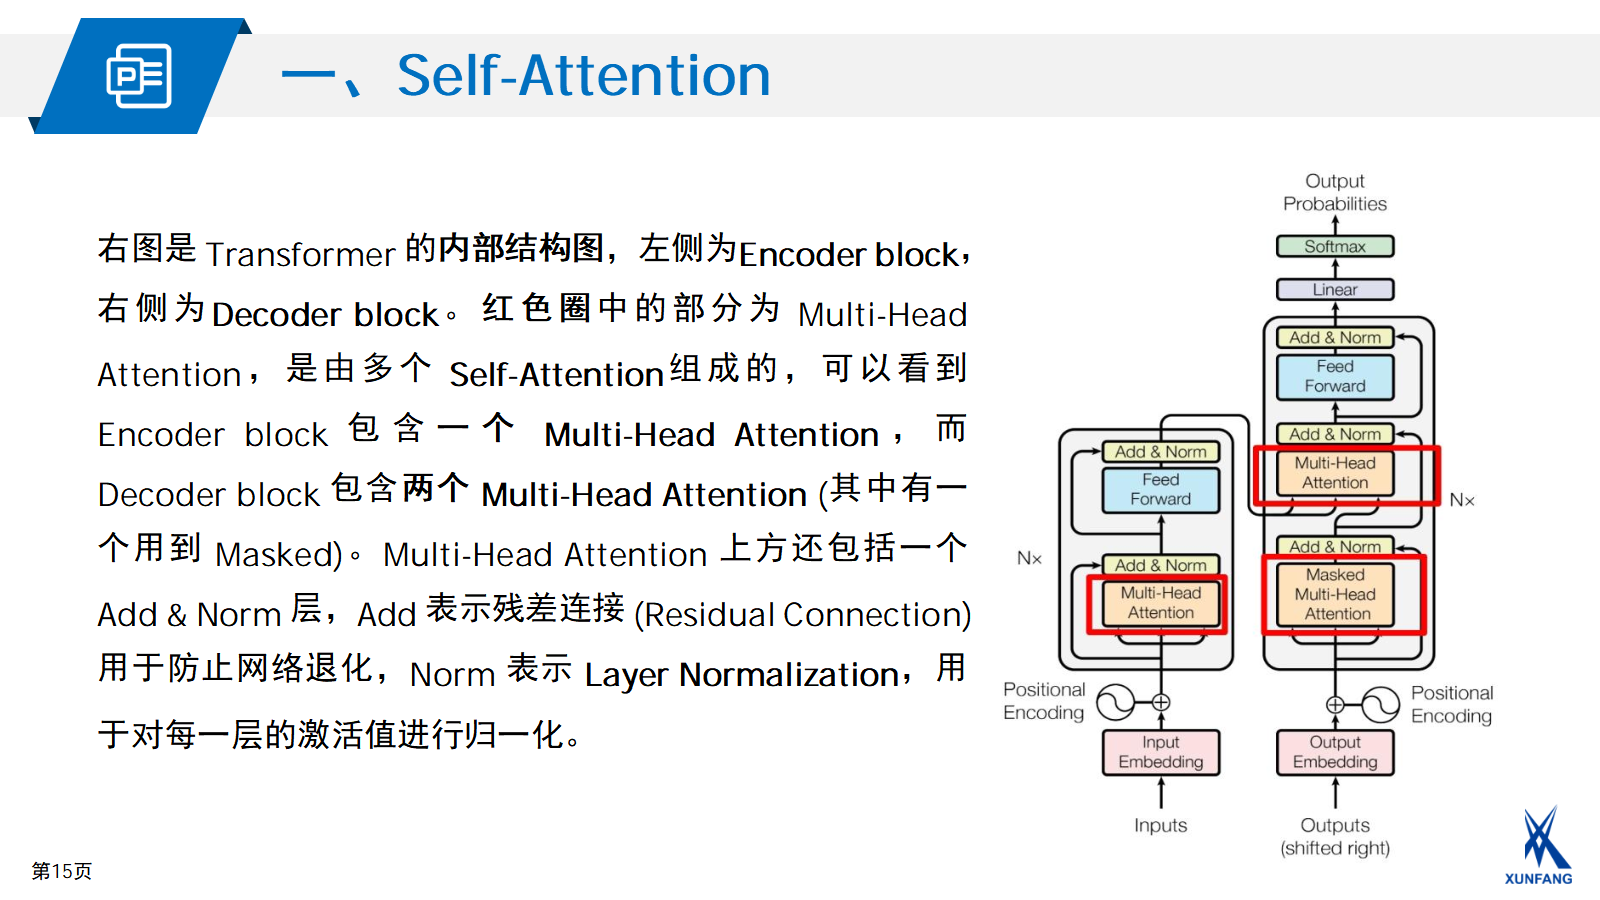 一、Self-Attention
右图是 Transformer 的内部结构图，左侧为Encoder block，
右侧为Decoder block。红色圈中的部分为 Multi-Head
Attention，是由多个 Self-Attention组成的，可以看到
Encoder block 包含一个 Multi-Head Attention，而
Decoder block 包含两个 Multi-Head Attention (其中有一
个用到 Masked)。Multi-Head Attention 上方还包括一个
Add & Norm 层，Add 表示残差连接 (Residual Connection)
用于防止网络退化，Norm 表示 Layer Normalization，用
于对每一层的激活值进行归一化。
Output
Probabilities
Softmax
Linear
Add & Norm
Feed
Forward
Add & Norm
Multi-Head
Attention
N×
Add & Norm
Masked
Multi-Head
Attention
Add & Norm
Feed
Forward
N×
Add & Norm
Multi-Head
Attention
Positional
Encoding
Positional
Encoding
Input
Embedding
Output
Embedding
Inputs
Outputs
(shifted right)
第15页
XUNFANG